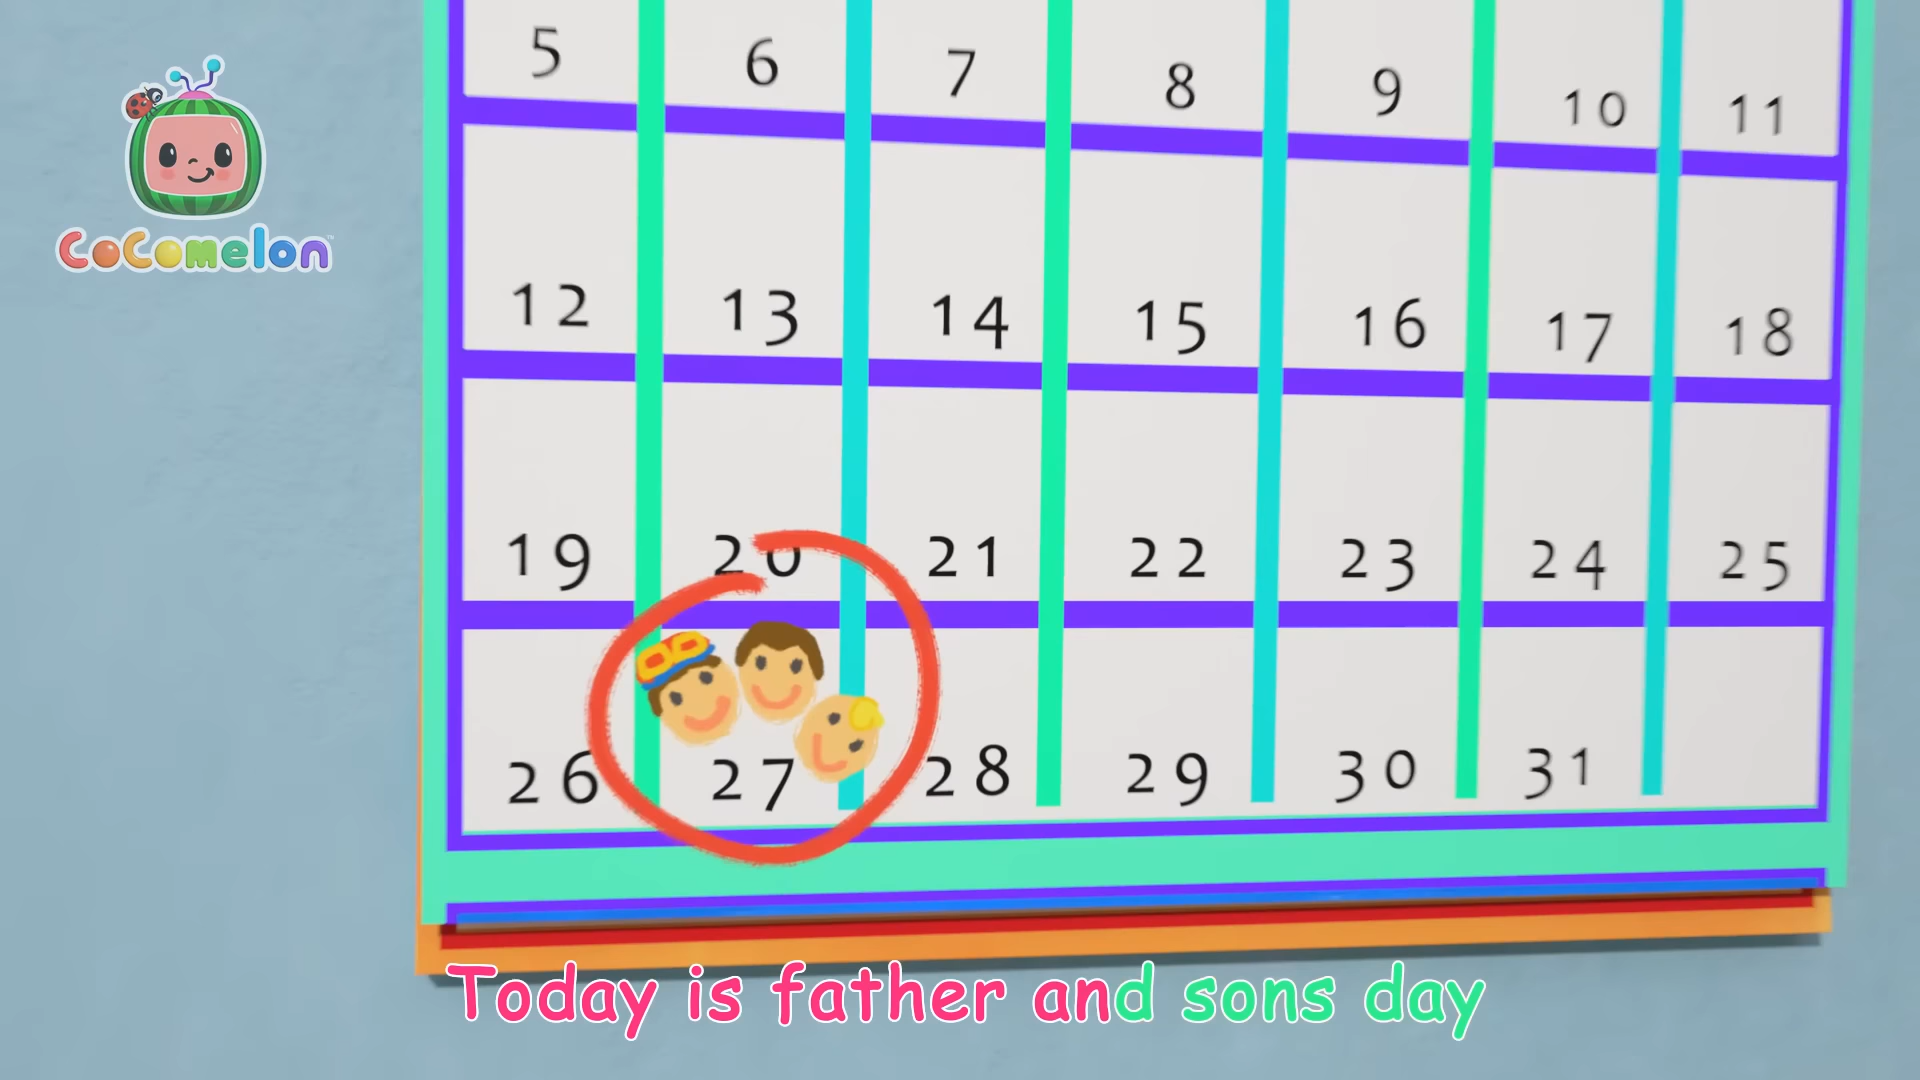 CoCoMelon
5 6 7 8 9 10 11
12 13 14 15 16 17 18
19 20 21 22 23 24 25
26 27 28 29 30 31
Today is father and sons day